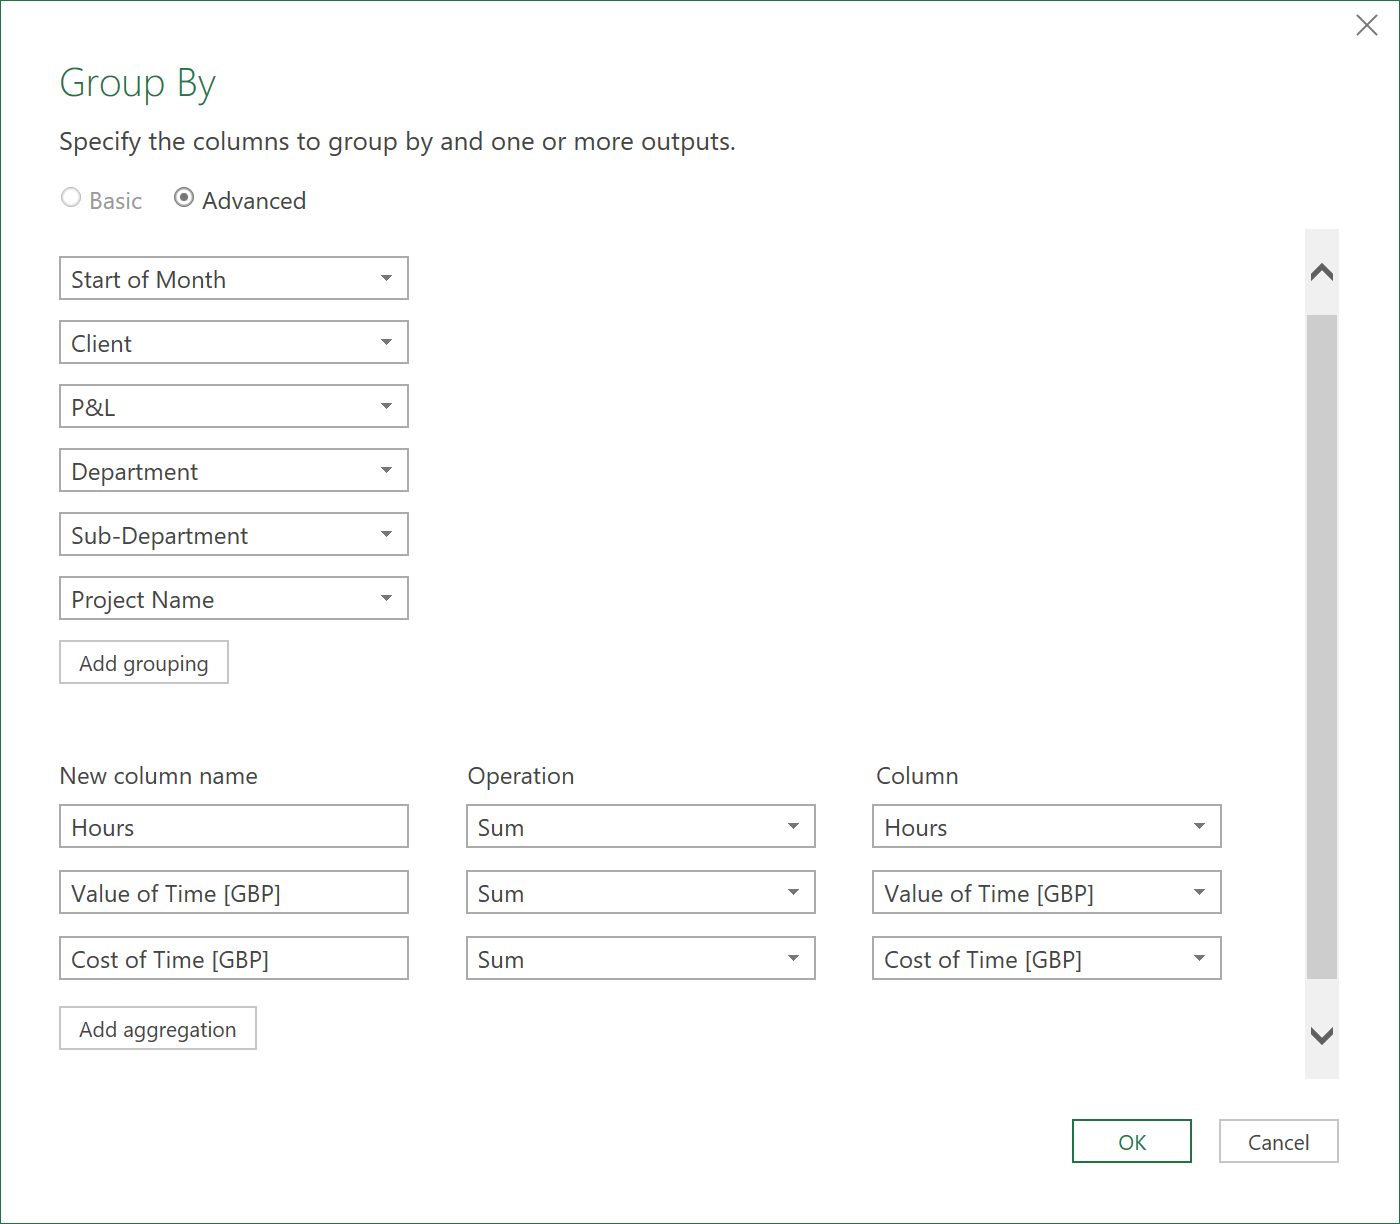 Group By
Specify the columns to group by and one or more outputs.
Basic Advanced
Start of Month
Client
P&L
Department
Sub-Department
Project Name
Add grouping
New column name Operation Column
Hours Sum Hours
Value of Time [GBP] Sum Value of Time [GBP]
Cost of Time [GBP] Sum Cost of Time [GBP]
Add aggregation
OK Cancel